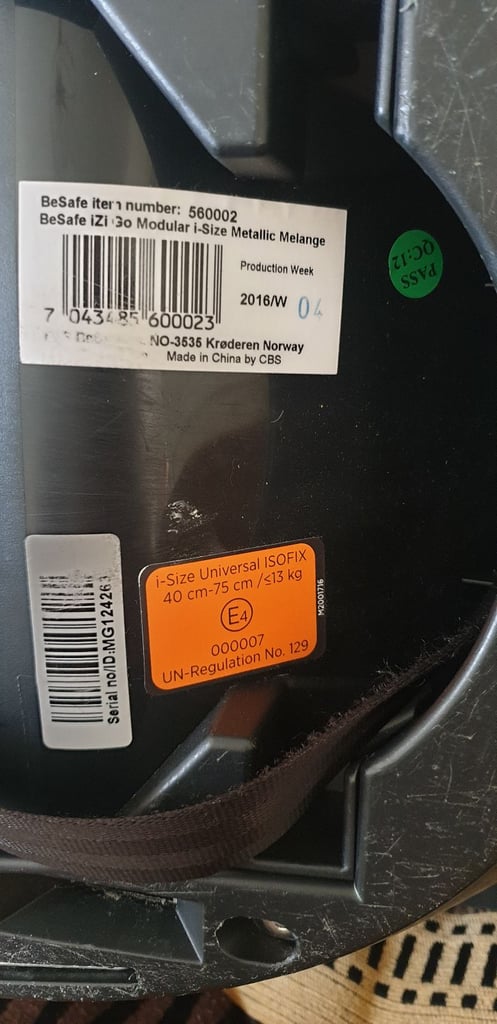 BeSafe item number: 560002
BeSafe iZi Go Modular i-Size Metallic Melange
Production Week
2016/W 04
7 043485 600023
NO-3535 Krøderen Norway
Made in China by CBS
PASS
QC:12
i-Size Universal ISOFIX
40 cm-75 cm /≤13 kg
E4
000007
UN-Regulation No. 129
M2001716
Serial no/ID:MG124263